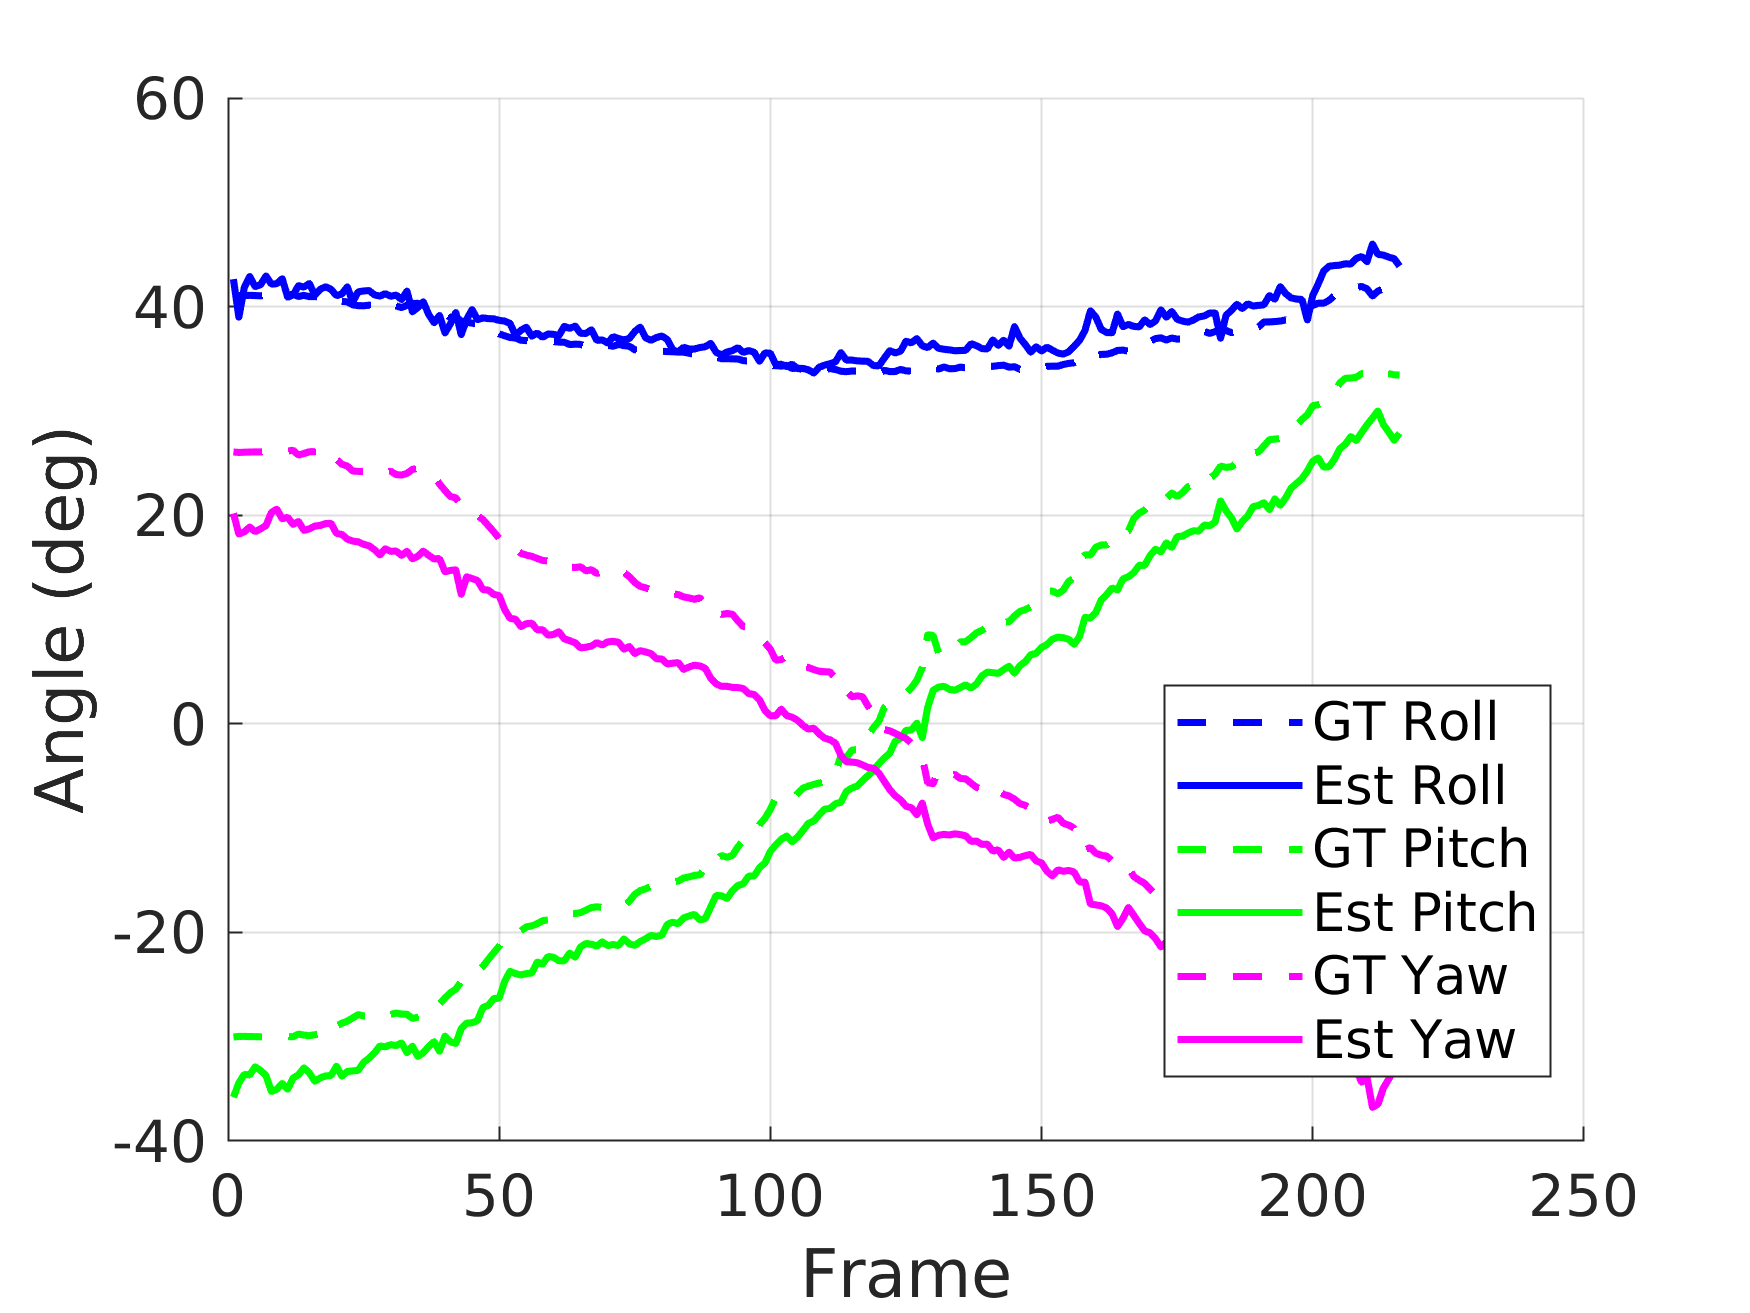 60
40
20
0
-20
-40
Angle (deg)
0 50 100 150 200 250
Frame
GT Roll
Est Roll
GT Pitch
Est Pitch
GT Yaw
Est Yaw